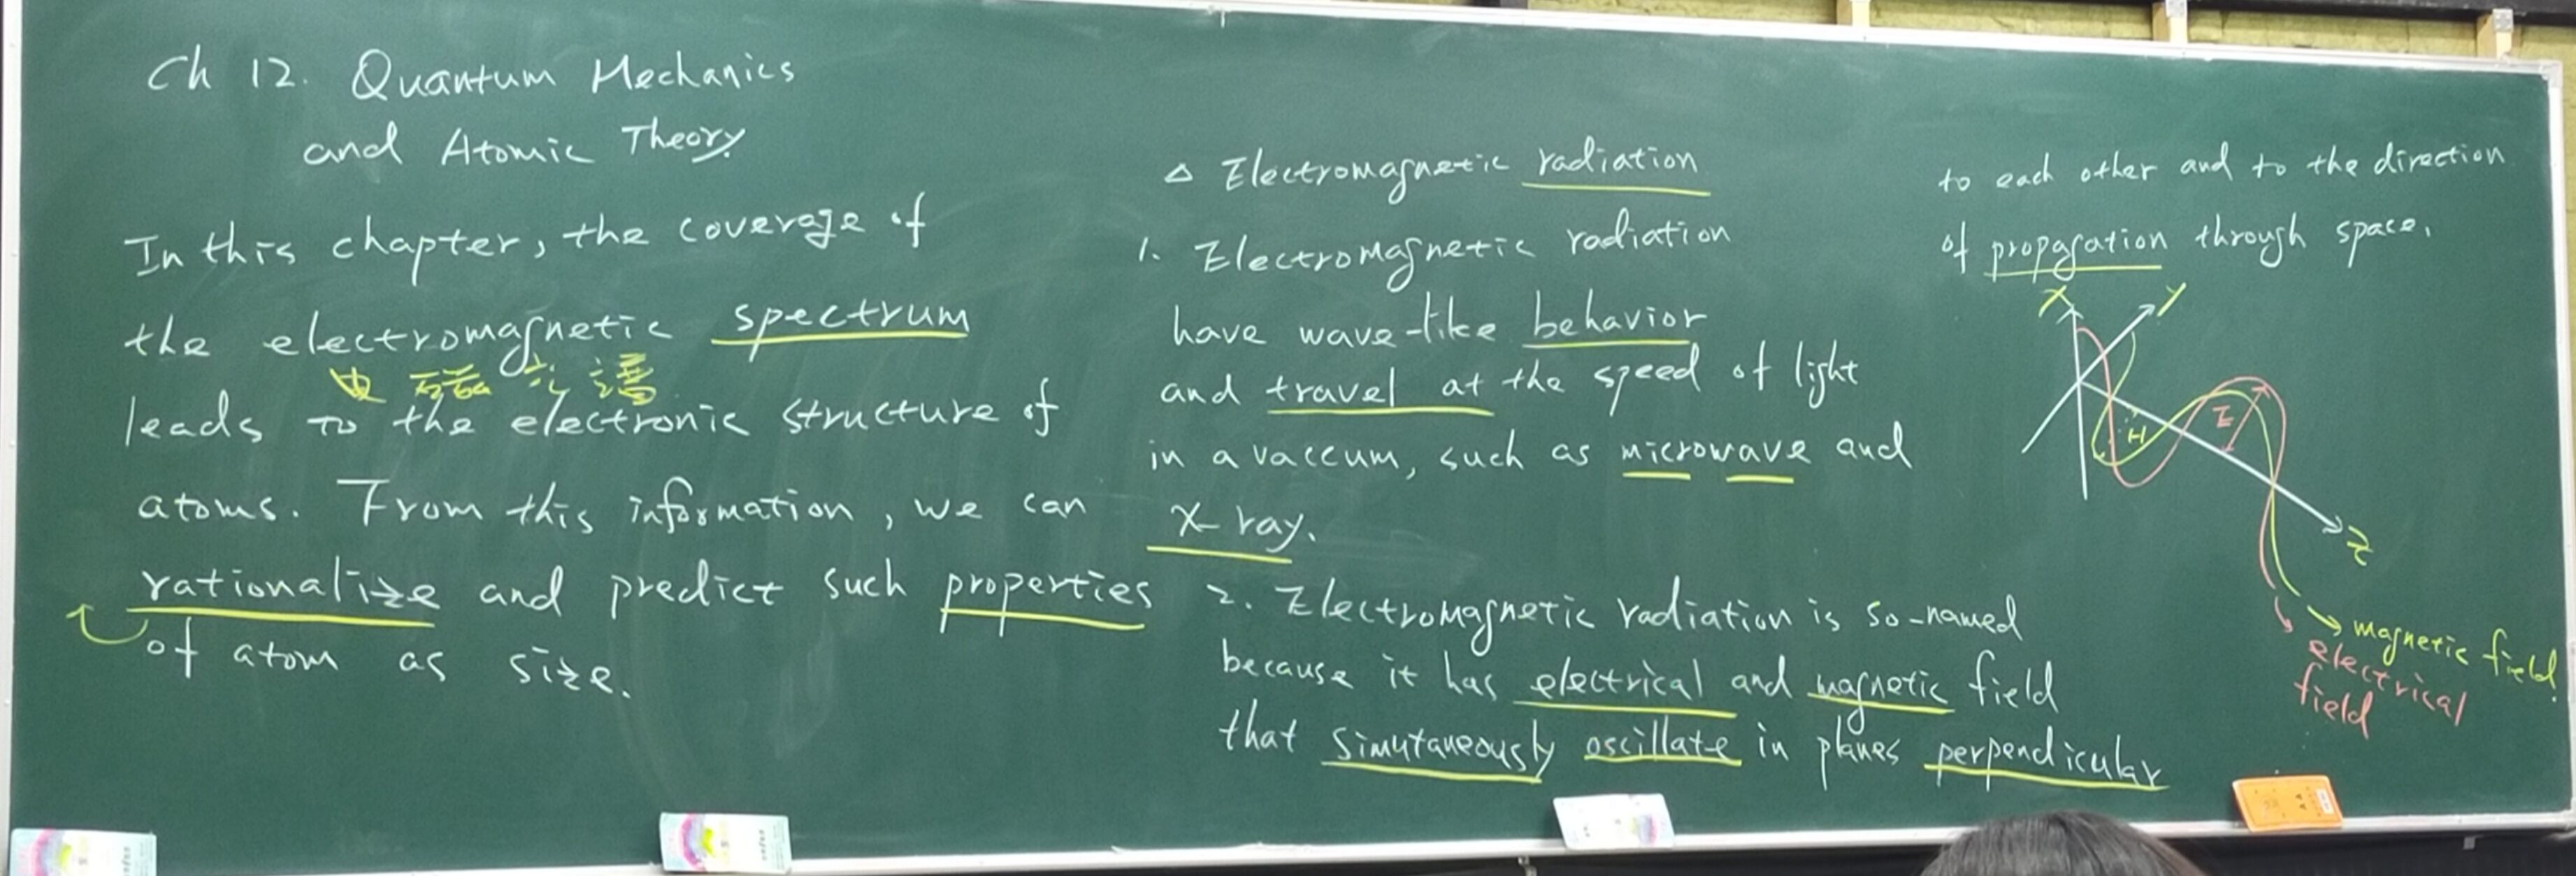 Ch 12. Quantum Mechanics
and Atomic Theory.
In this chapter, the coverage of
the electromagnetic spectrum
電磁光譜
leads to the electronic structure of
atoms. From this information, we can
rationalize and predict such properties
of atom as size.
△ Electromagnetic radiation
1. Electromagnetic radiation
have wave-like behavior
and travel at the speed of light
in a vaccum, such as microwave and
X-ray.
2. Electromagnetic radiation is so-named
because it has electrical and magnetic field
that simutaneously oscillate in planes perpendicular
to each other and to the direction
of propagation through space.
X
Y
E
H
Z
magnetic field.
electrical
field